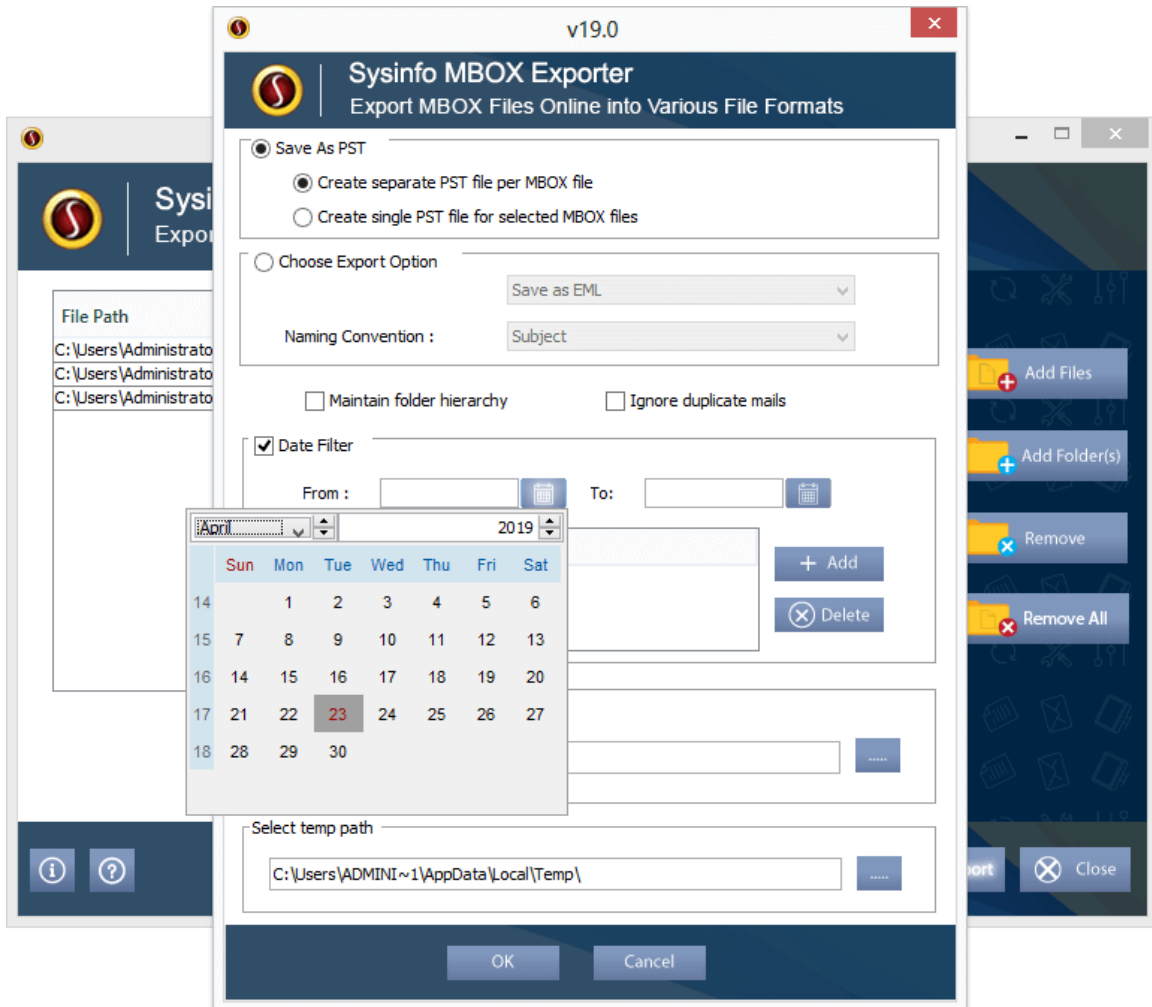 v19.0
Sysinfo MBOX Exporter
Export MBOX Files Online into Various File Formats
Save As PST
Create separate PST file per MBOX file
Create single PST file for selected MBOX files
Choose Export Option
Save as EML
Naming Convention : Subject
Maintain folder hierarchy Ignore duplicate mails
Date Filter
From : To:
April 2019
Sun Mon Tue Wed Thu Fri Sat
14 1 2 3 4 5 6
15 7 8 9 10 11 12 13
16 14 15 16 17 18 19 20
17 21 22 23 24 25 26 27
18 28 29 30
+ Add
Delete
.....
Select temp path
C:\Users\ADMINI~1\AppData\Local\Temp\ .....
OK Cancel
Sysi
Expor
File Path
C:\Users\Administrato
C:\Users\Administrato
C:\Users\Administrato
Add Files
Add Folder(s)
Remove
Remove All
port
Close